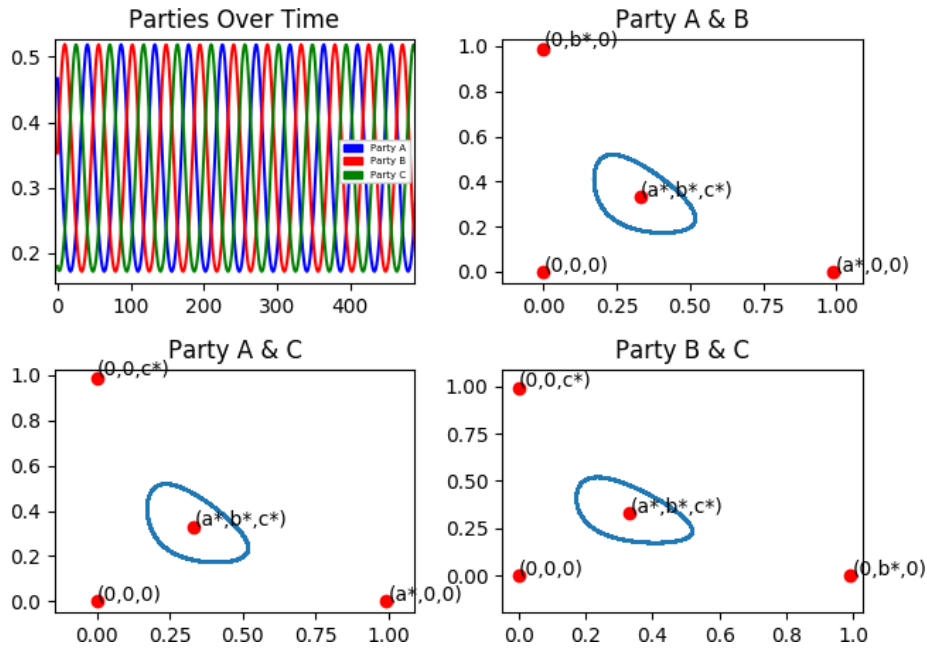 Parties Over Time
0.5
0.4
0.3
0.2
0 100 200 300 400
Party A
Party B
Party C
Party A & B
1.0
0.8
0.6
0.4
0.2
0.0
0.00 0.25 0.50 0.75 1.00
(0,b*,0)
(a*,b*,c*)
(0,0,0)
(a*,0,0)
Party A & C
1.0
0.8
0.6
0.4
0.2
0.0
0.00 0.25 0.50 0.75 1.00
(0,0,c*)
(a*,b*,c*)
(0,0,0)
(a*,0,0)
Party B & C
1.00
0.75
0.50
0.25
0.00
0.0 0.2 0.4 0.6 0.8 1.0
(0,0,c*)
(a*,b*,c*)
(0,0,0)
(0,b*,0)